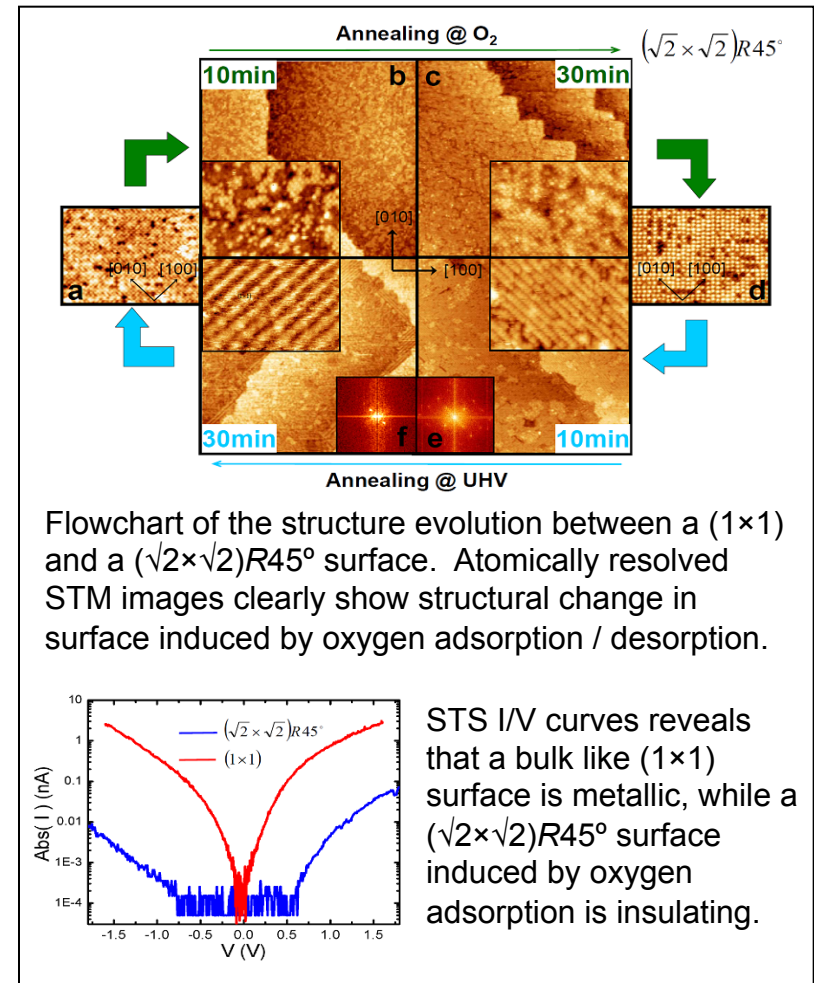 Annealing @ O₂
(√2 × √2)R45°
10min b c 30min
[010]
[010] [100] [100] [010] [100]
a d
30min f e 10min
Annealing @ UHV
Flowchart of the structure evolution between a (1×1)
and a (√2×√2)R45º surface. Atomically resolved
STM images clearly show structural change in
surface induced by oxygen adsorption / desorption.
10
1
0.1
0.01
1E-3
1E-4
Abs( I ) (nA)
(√2 × √2)R45°
(1×1)
-1.5 -1.0 -0.5 0.0 0.5 1.0 1.5
V (V)
STS I/V curves reveals
that a bulk like (1×1)
surface is metallic, while a
(√2×√2)R45º surface
induced by oxygen
adsorption is insulating.